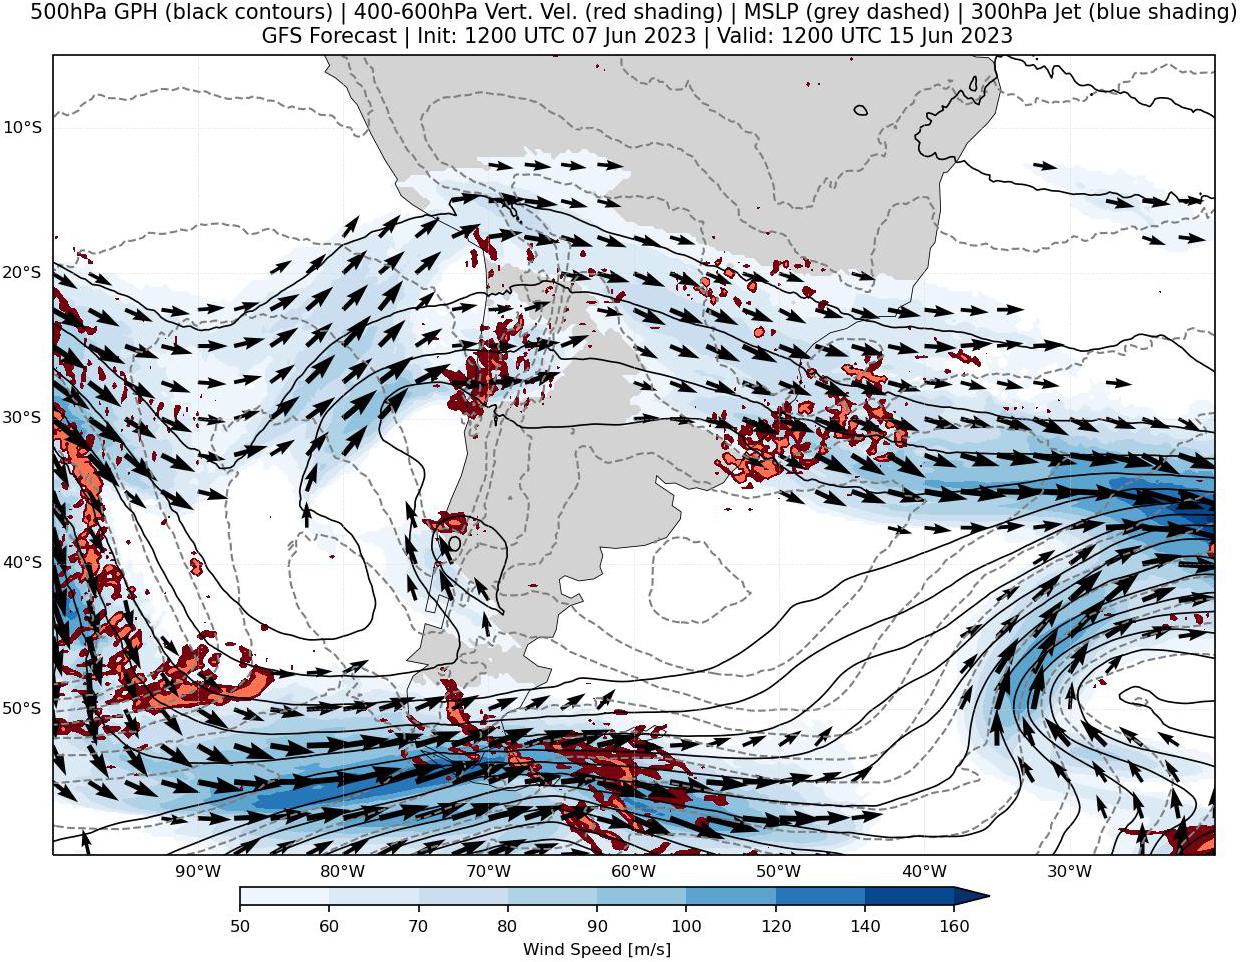 500hPa GPH (black contours) | 400-600hPa Vert. Vel. (red shading) | MSLP (grey dashed) | 300hPa Jet (blue shading)
GFS Forecast | Init: 1200 UTC 07 Jun 2023 | Valid: 1200 UTC 15 Jun 2023
10°S
20°S
30°S
40°S
50°S
90°W 80°W 70°W 60°W 50°W 40°W 30°W
50 60 70 80 90 100 120 140 160
Wind Speed [m/s]